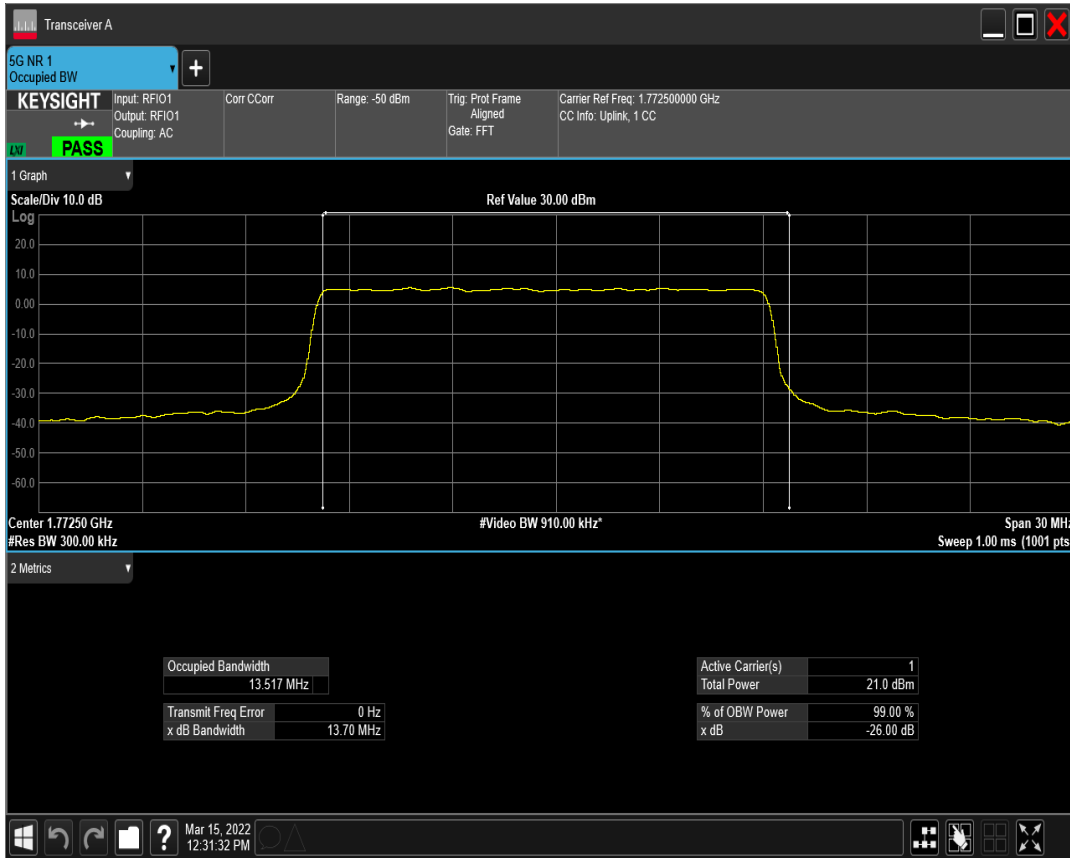 Transceiver A
5G NR 1
Occupied BW
+
KEYSIGHT
LXI
PASS
Input: RFIO1
Output: RFIO1
Coupling: AC
Corr CCorr
Range: -50 dBm
Trig: Prot Frame
Aligned
Gate: FFT
Carrier Ref Freq: 1.772500000 GHz
CC Info: Uplink, 1 CC
1 Graph
Scale/Div 10.0 dB
Ref Value 30.00 dBm
Log
20.0
10.0
0.00
-10.0
-20.0
-30.0
-40.0
-50.0
-60.0
Center 1.77250 GHz
#Video BW 910.00 kHz*
Span 30 MHz
#Res BW 300.00 kHz
Sweep 1.00 ms (1001 pts
2 Metrics
Occupied Bandwidth
13.517 MHz
Transmit Freq Error 0 Hz
x dB Bandwidth 13.70 MHz
Active Carrier(s) 1
Total Power 21.0 dBm
% of OBW Power 99.00 %
x dB -26.00 dB
?
Mar 15, 2022
12:31:32 PM